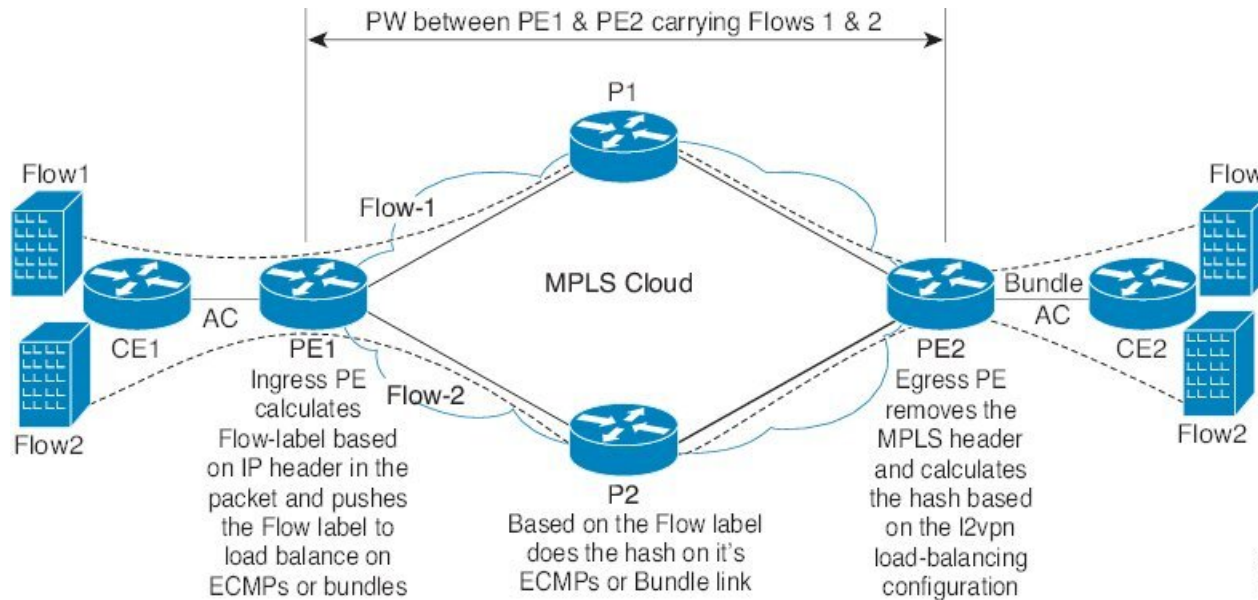 PW between PE1 & PE2 carrying Flows 1 & 2
P1
Flow1
Flow-1
Flow
MPLS Cloud
Bundle
AC
AC
CE1
PE1
PE2
CE2
Flow2
Flow-2
Flow2
Ingress PE
calculates
Flow-label based
on IP header in the
packet and pushes
the Flow label to
load balance on
ECMPs or bundles
P2
Based on the Flow label
does the hash on it's
ECMPs or Bundle link
Egress PE
removes the
MPLS header
and calculates
the hash based
on the l2vpn
load-balancing
configuration